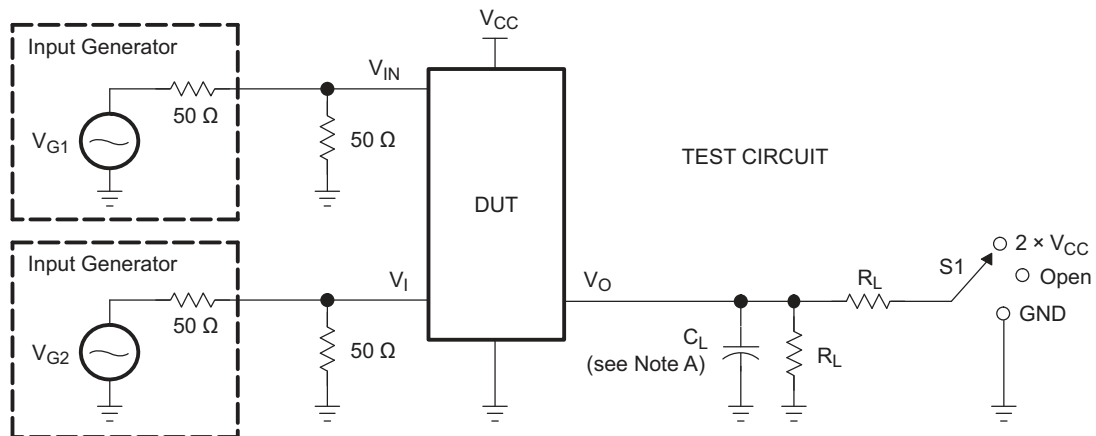 V_CC
Input Generator
V_IN
50 Ω
V_G1
50 Ω
TEST CIRCUIT
DUT
Input Generator
V_I
50 Ω
V_G2
50 Ω
V_O
R_L
S1
2 × V_CC
Open
GND
C_L
(see Note A)
R_L